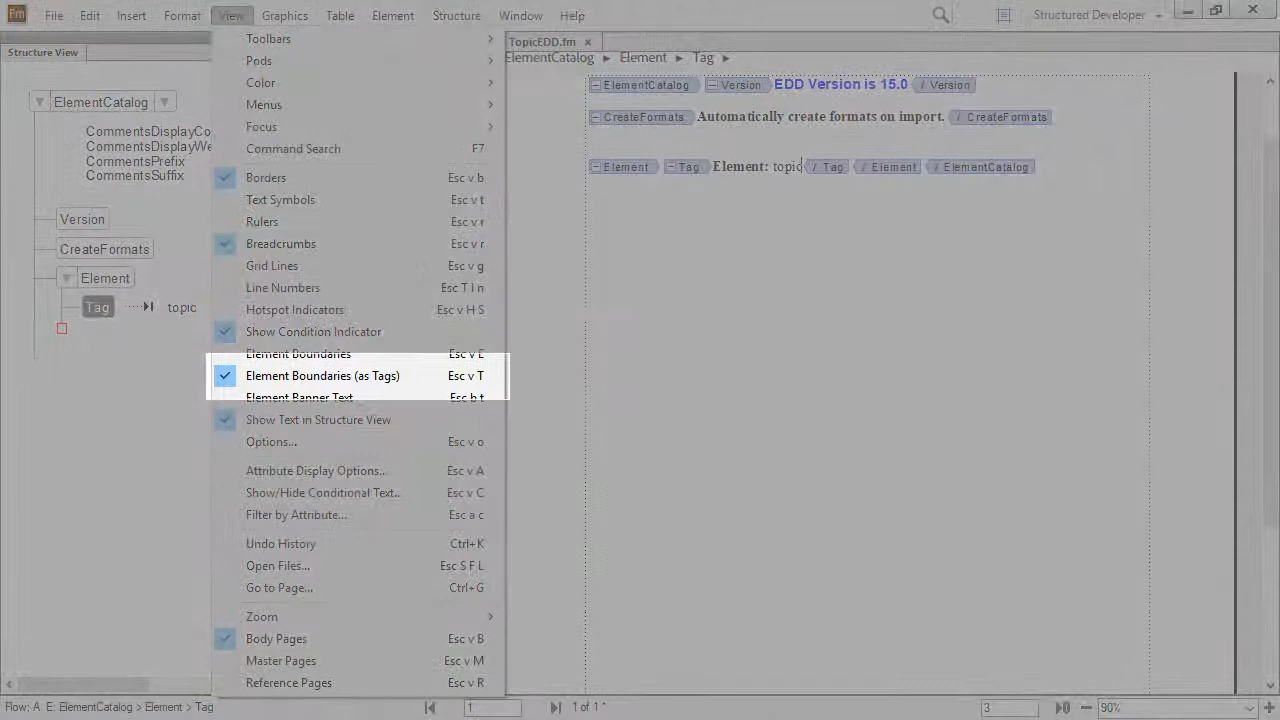 Fm File Edit Insert Format View Graphics Table Element Structure Window Help Structured Developer
Structure View
ElementCatalog
CommentsDisplayCo
CommentsDisplayWe
CommentsPrefix
CommentsSuffix
Version
CreateFormats
Element
Tag topic
Toolbars
Pods
Color
Menus
Focus
Command Search F7
Borders Esc v b
Text Symbols Esc v t
Rulers Esc v r
Breadcrumbs Esc v r
Grid Lines Esc v g
Line Numbers Esc T l n
Hotspot Indicators Esc v H S
Show Condition Indicator
Element Boundaries Esc v E
Element Boundaries (as Tags) Esc v T
Element Banner Text Esc b t
Show Text in Structure View
Options... Esc v o
Attribute Display Options... Esc v A
Show/Hide Conditional Text... Esc v C
Filter by Attribute... Esc a c
Undo History Ctrl+K
Open Files... Esc S F L
Go to Page... Ctrl+G
Zoom
Body Pages Esc v B
Master Pages Esc v M
Reference Pages Esc v R
TopicEDD.fm
ElementCatalog Element Tag
ElementCatalog Version EDD Version is 15.0 / Version
CreateFormats Automatically create formats on import. / CreateFormats
Element Tag Element: topic / Tag / Element / ElementCatalog
Flow: A E: ElementCatalog > Element > Tag 1 1 of 1 * 3 90%